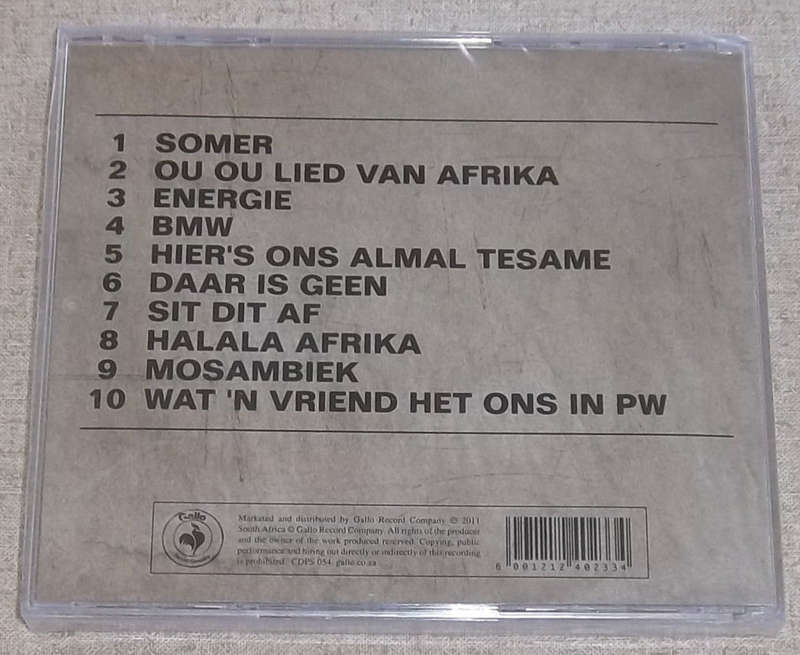 1 SOMER
2 OU OU LIED VAN AFRIKA
3 ENERGIE
4 BMW
5 HIER'S ONS ALMAL TESAME
6 DAAR IS GEEN
7 SIT DIT AF
8 HALALA AFRIKA
9 MOSAMBIEK
10 WAT 'N VRIEND HET ONS IN PW
Gallo
Marketed and distributed by Gallo Record Company ℗ 2011
South Africa © Gallo Record Company. All rights of the producer
and the owner of the work produced reserved. Copying, public
performance and hiring out directly or indirectly of this recording
is prohibited. CDPS 054. gallo.co.za
6 001212 402334